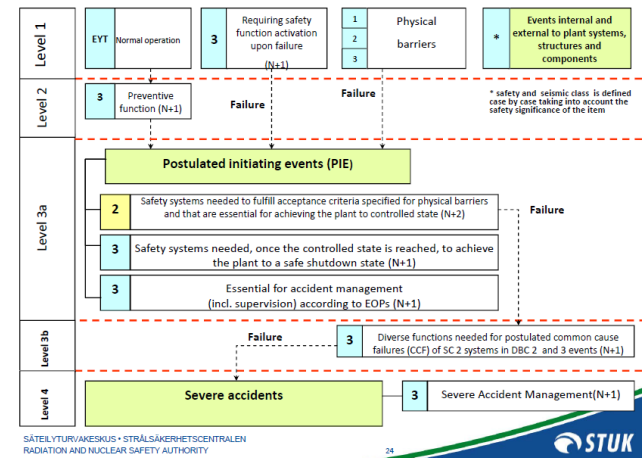 Level 1
EYT
Normal operation
3
Requiring safety
function activation
upon failure
(N+1)
1
2
3
Physical
barriers
*
Events internal and
external to plant systems,
structures and
components
Level 2
3
Preventive
function (N+1)
Failure
Failure
* safety and seismic class is defined
case by case taking into account the
safety significance of the item
Level 3a
Postulated initiating events (PIE)
2
Safety systems needed to fulfill acceptance criteria specified for physical barriers
and that are essential for achieving the plant to controlled state (N+2)
Failure
3
Safety systems needed, once the controlled state is reached, to achieve
the plant to a safe shutdown state (N+1)
3
Essential for accident management
(incl. supervision) according to EOPs (N+1)
Level 3b
Failure
3
Diverse functions needed for postulated common cause
failures (CCF) of SC 2 systems in DBC 2 and 3 events (N+1)
Level 4
Severe accidents
3
Severe Accident Management(N+1)
SÄTEILYTURVAKESKUS • STRÅLSÄKERHETSCENTRALEN
RADIATION AND NUCLEAR SAFETY AUTHORITY
24
STUK